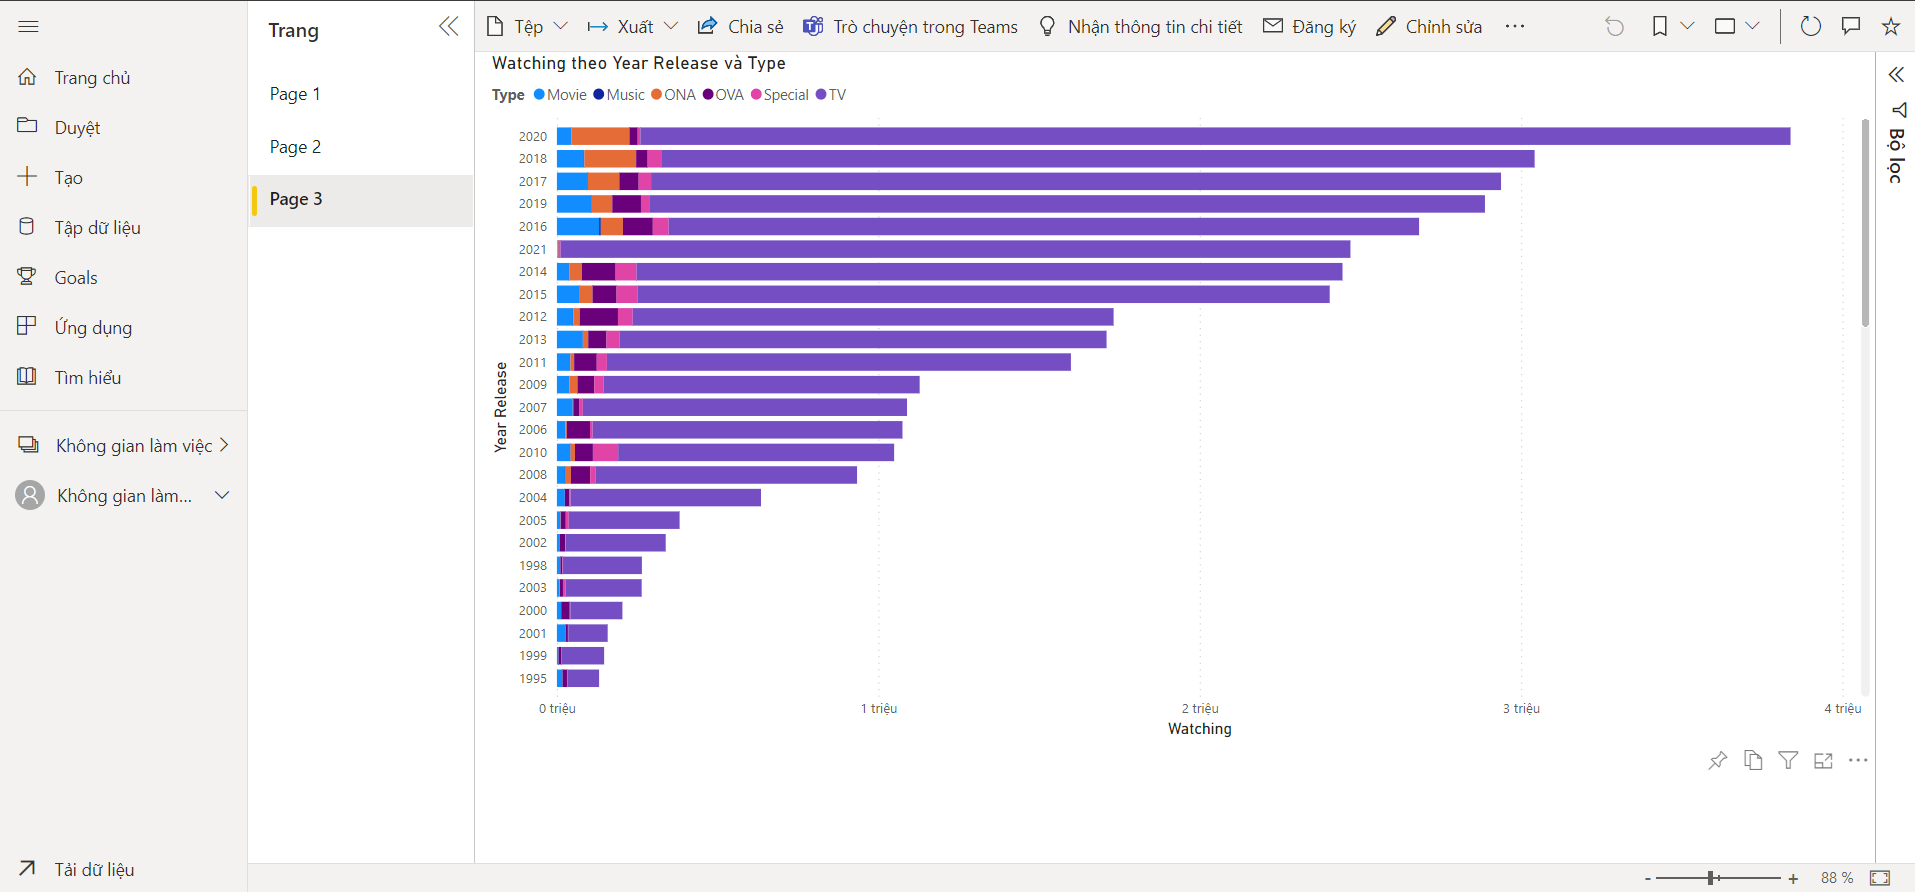 Trang chủ
Duyệt
Tạo
Tập dữ liệu
Goals
Ứng dụng
Tìm hiểu
Không gian làm việc
Không gian làm...
Tải dữ liệu
Trang
Page 1
Page 2
Page 3
Tệp Xuất Chia sẻ Trò chuyện trong Teams Nhận thông tin chi tiết Đăng ký Chỉnh sửa ...
Watching theo Year Release và Type
Type Movie Music ONA OVA Special TV
Year Release
2020
2018
2017
2019
2016
2021
2014
2015
2012
2013
2011
2009
2007
2006
2010
2008
2004
2005
2002
1998
2003
2000
2001
1999
1995
0 triệu 1 triệu 2 triệu 3 triệu 4 triệu
Watching
Bộ lọc
- + 88 %